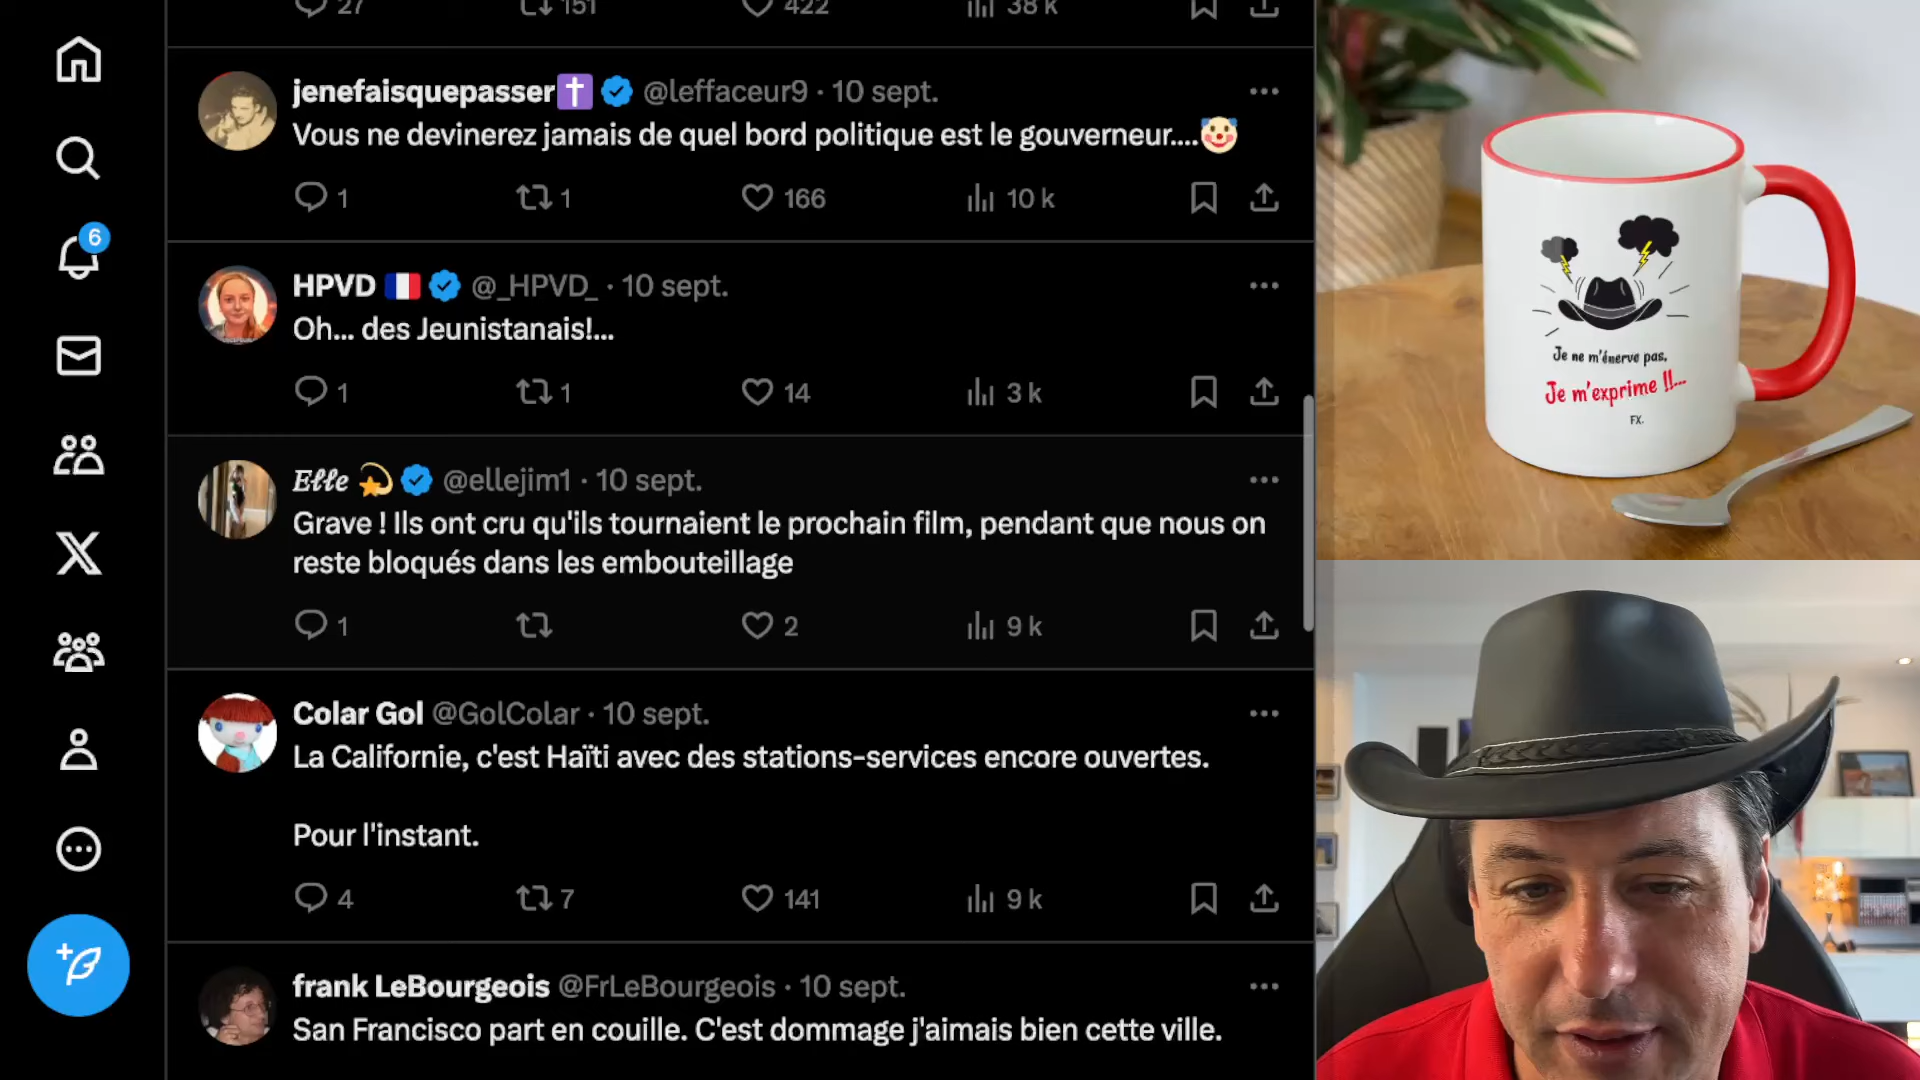 27 151 422 38 k
jenefaisquepasser @leffaceur9 · 10 sept.
Vous ne devinerez jamais de quel bord politique est le gouverneur....
1 1 166 10 k
6
HPVD @_HPVD_ · 10 sept.
Oh... des Jeunistanais!...
1 1 14 3 k
Elle @ellejim1 · 10 sept.
Grave ! Ils ont cru qu'ils tournaient le prochain film, pendant que nous on
reste bloqués dans les embouteillage
1 2 9 k
Colar Gol @GolColar · 10 sept.
La Californie, c'est Haïti avec des stations-services encore ouvertes.
Pour l'instant.
4 7 141 9 k
frank LeBourgeois @FrLeBourgeois · 10 sept.
San Francisco part en couille. C'est dommage j'aimais bien cette ville.
Je ne m'énerve pas.
Je m'exprime !!...
FX.